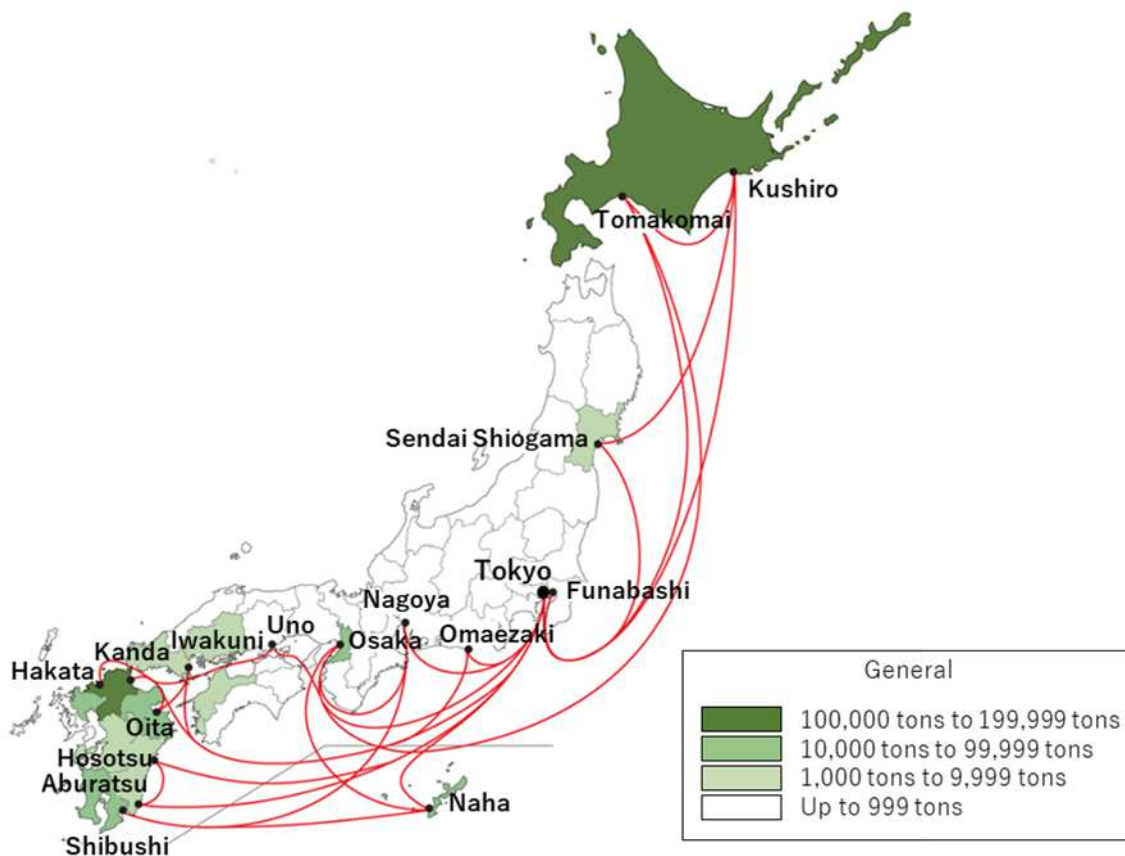 Kushiro
Tomakomai
Sendai Shiogama
Tokyo
Funabashi
Nagoya
Omaezaki
Uno
Osaka
Iwakuni
Kanda
Hakata
Oita
Hosotsu
Aburatsu
Shibushi
Naha
General
100,000 tons to 199,999 tons
10,000 tons to 99,999 tons
1,000 tons to 9,999 tons
Up to 999 tons